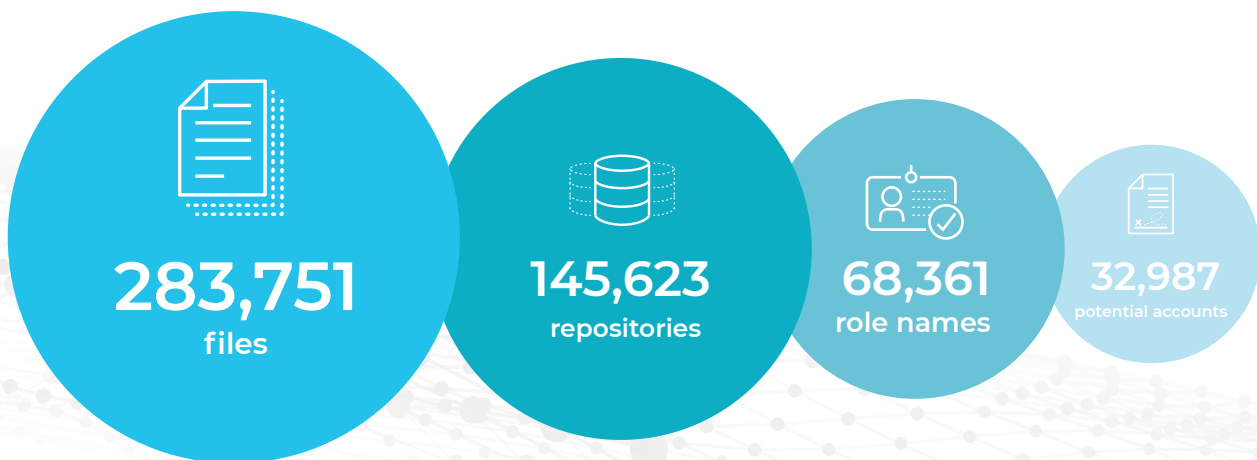 283,751
files
145,623
repositories
68,361
role names
32,987
potential accounts